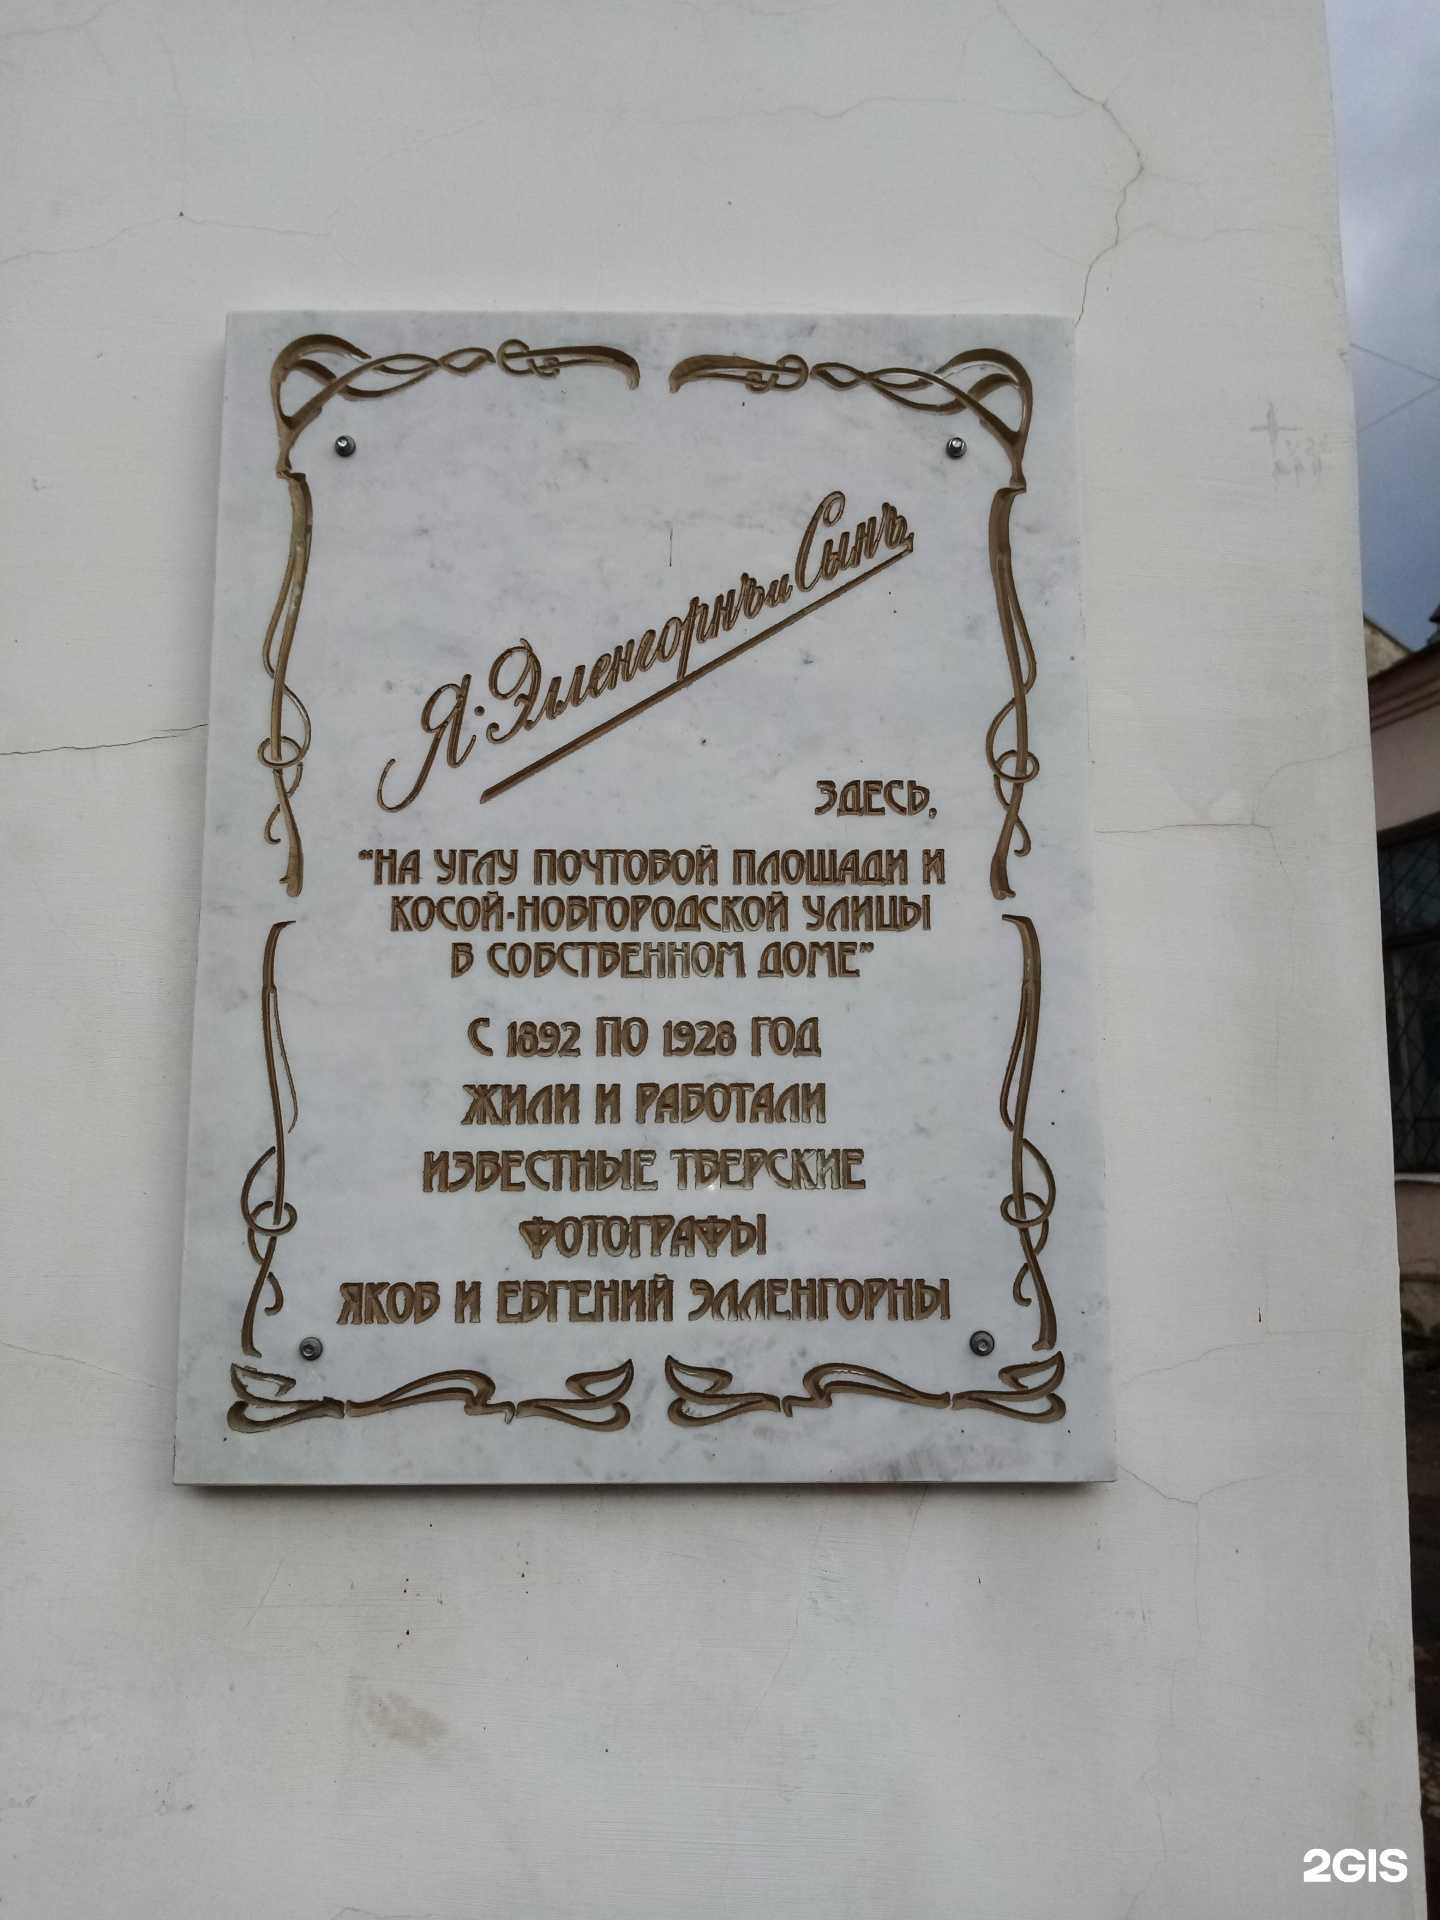 Я. Элленгорнъ и Сынъ
ЗДЕСЬ,
"НА УГЛУ ПОЧТОВОЙ ПЛОЩАДИ И
КОСОЙ-НОВГОРОДСКОЙ УЛИЦЫ
В СОБСТВЕННОМ ДОМЕ"
С 1892 ПО 1928 ГОД
ЖИЛИ И РАБОТАЛИ
ИЗВЕСТНЫЕ ТВЕРСКИЕ
ФОТОГРАФЫ
ЯКОВ И ЕВГЕНИЙ ЭЛЛЕНГОРНЫ
2GIS